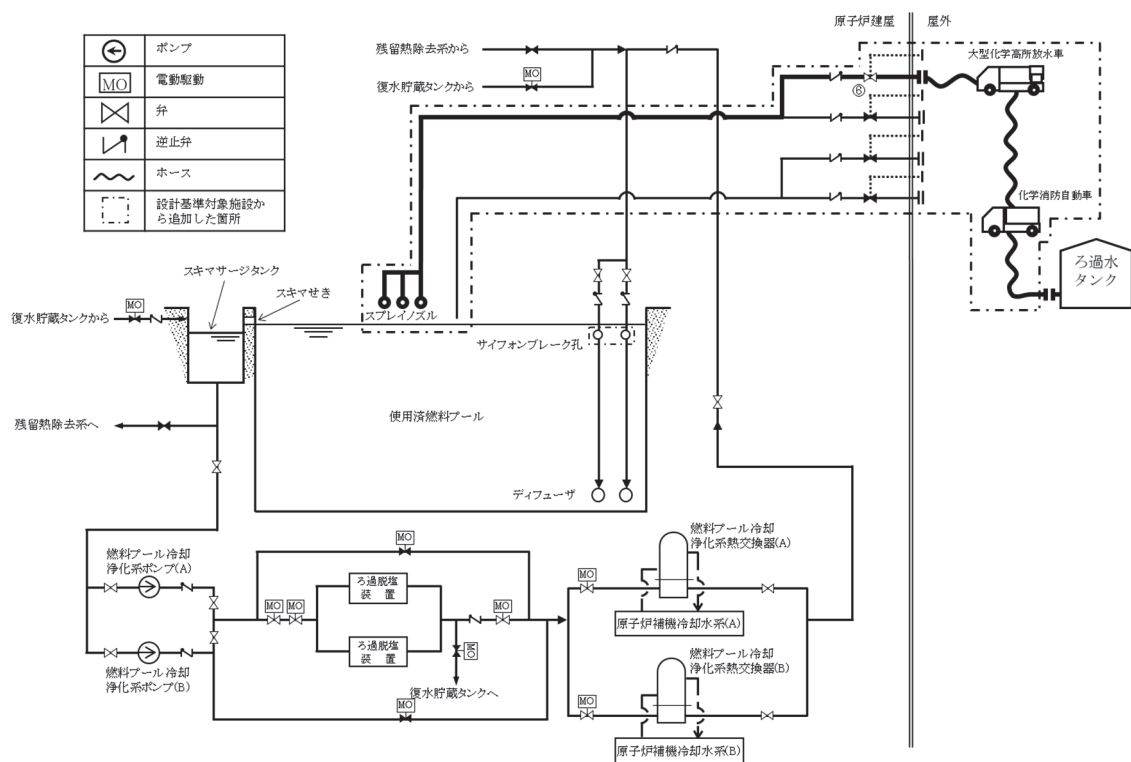 ポンプ
MO
電動駆動
弁
逆止弁
ホース
設計基準対象施設か
ら追加した箇所
残留熱除去系から
MO
復水貯蔵タンクから
原子炉建屋
屋外
大型化学高所放水車
⑥
化学消防自動車
ろ過水
タンク
スキマサージタンク
スキマせき
MO
復水貯蔵タンクから
スプレイノズル
サイフォンブレーク孔
残留熱除去系へ
使用済燃料プール
ディフューザ
燃料プール冷却
浄化系ポンプ(A)
燃料プール冷却
浄化系ポンプ(B)
MO
MO
MO
ろ過脱塩
装 置
ろ過脱塩
装 置
MO
MO
復水貯蔵タンクへ
MO
燃料プール冷却
浄化系熱交換器(A)
MO
原子炉補機冷却水系(A)
燃料プール冷却
浄化系熱交換器(B)
MO
原子炉補機冷却水系(B)